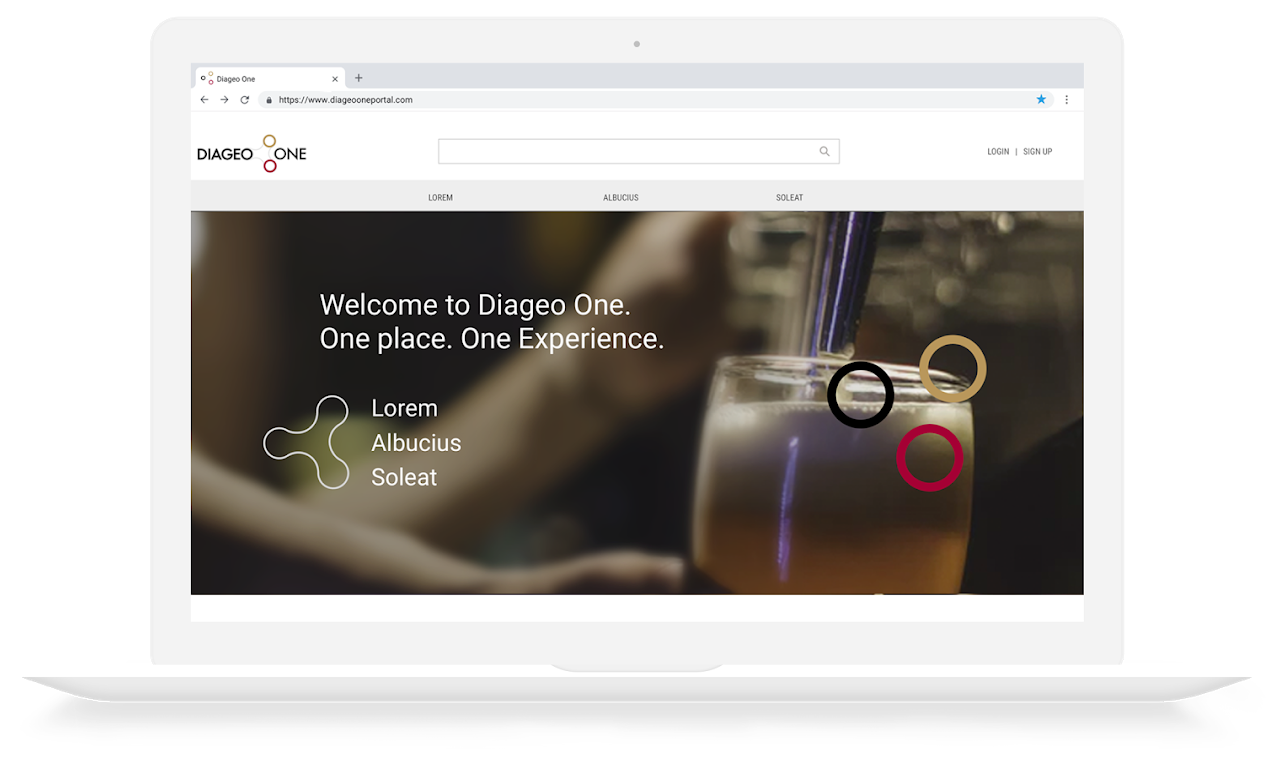 Diageo One
https://www.diageooneportal.com
DIAGEO ONE
LOGIN | SIGN UP
LOREM ALBUCIUS SOLEAT
Welcome to Diageo One.
One place. One Experience.
Lorem
Albucius
Soleat